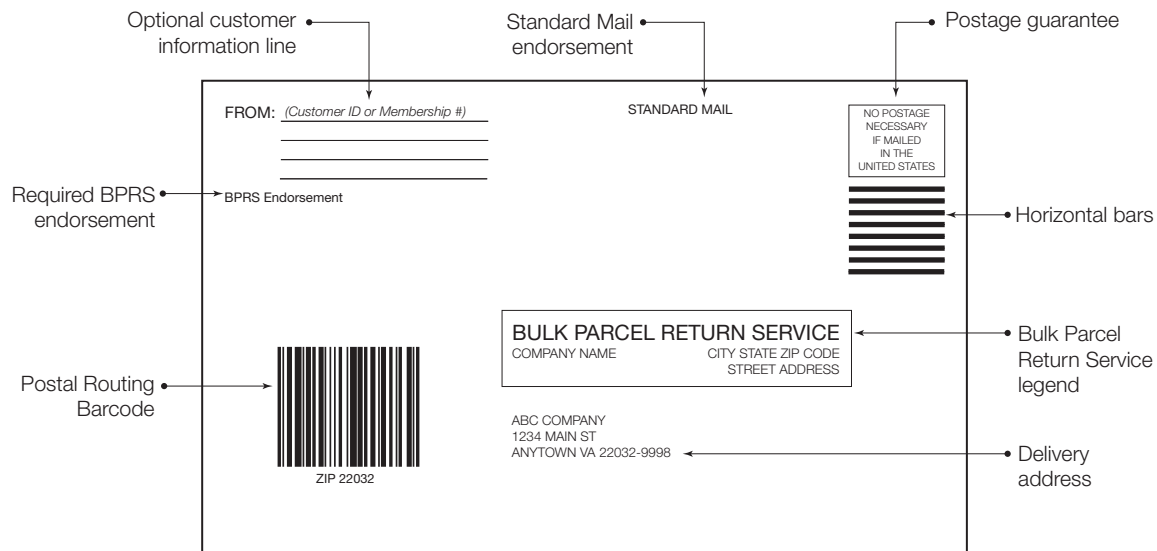 Optional customer
information line
Standard Mail
endorsement
Postage guarantee
FROM: (Customer ID or Membership #)
STANDARD MAIL
NO POSTAGE
NECESSARY
IF MAILED
IN THE
UNITED STATES
Required BPRS
endorsement
BPRS Endorsement
Horizontal bars
BULK PARCEL RETURN SERVICE
COMPANY NAME CITY STATE ZIP CODE
STREET ADDRESS
Bulk Parcel
Return Service
legend
Postal Routing
Barcode
ZIP 22032
ABC COMPANY
1234 MAIN ST
ANYTOWN VA 22032-9998
Delivery
address